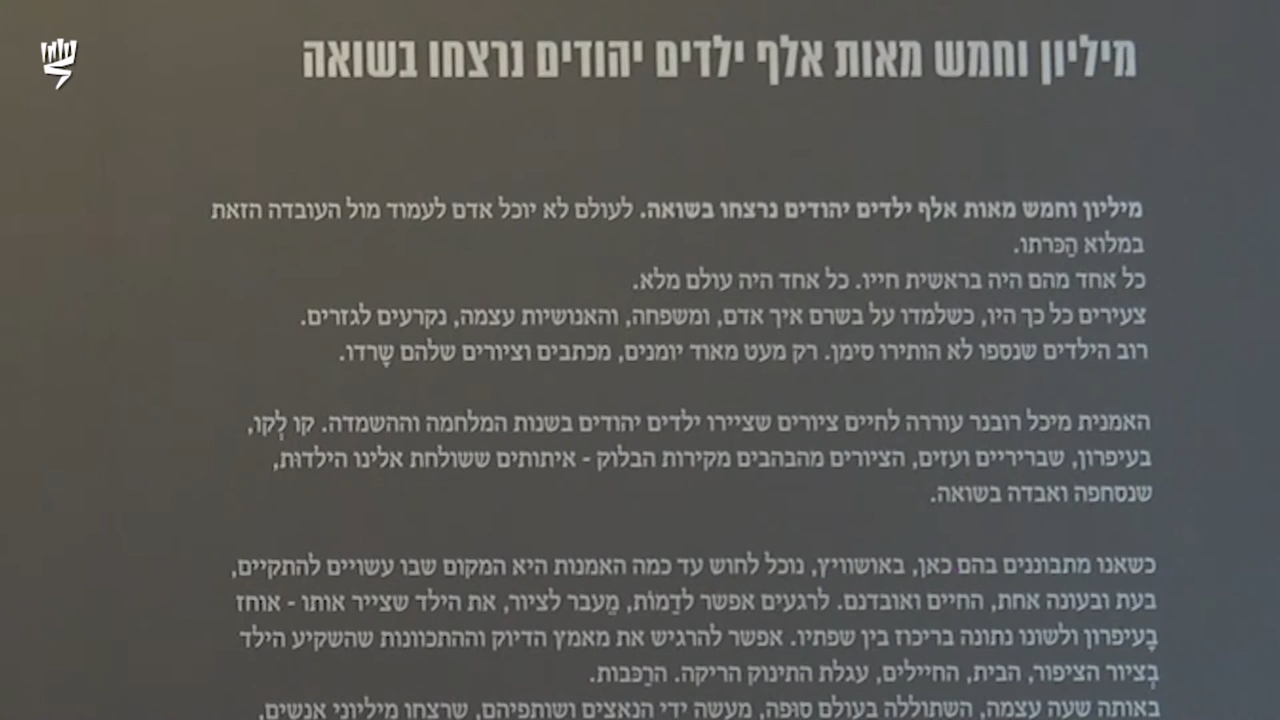 מיליון וחמש מאות אלף ילדים יהודים נרצחו בשואה
מיליון וחמש מאות אלף ילדים יהודים נרצחו בשואה. לעולם לא יוכל אדם לעמוד מול העובדה הזאת
במלוא הַכּרתו.
כל אחד מהם היה בראשית חייו. כל אחד היה עולם מלא.
צעירים כל כך היו, כשלמדו על בשרם איך אדם, ומשפחה, והאנושיות עצמה, נקרעים לגזרים.
רוב הילדים שנספו לא הותירו סימן. רק מעט מאוד יומנים, מכתבים וציורים שלהם שָרדו.
האמנית מיכל רובנר עוררה לחיים ציורים שציירו ילדים יהודים בשנות המלחמה וההשמדה. קו לְקו,
בעיפרון, שבריריים ועזים, הציורים מהבהבים מקירות הבלוק - איתותים ששולחת אלינו הילדוּת,
שנסחפה ואבדה בשואה.
כשאנו מתבוננים בהם כאן, באושוויץ, נוכל לחוש עד כמה האמנות היא המקום שבו עשויים להתקיים,
בעת ובעונה אחת, החיים ואובדנם. לרגעים אפשר לדַמוֹת, מֵעבר לציור, את הילד שצייר אותו - אוחז
בָעיפרון ולשונו נתונה בריכוז בין שפתיו. אפשר להרגיש את מאמץ הדיוק וההתכוונות שהשקיע הילד
בְציור הציפור, הבית, החיילים, עגלת התינוק הריקה. הרַכּבות.
באותה שעה עצמה, השתוללה בעולם סוּפה, מעשה ידי הנאצים ושותפיהם, שרצחו מיליוני אנשים,